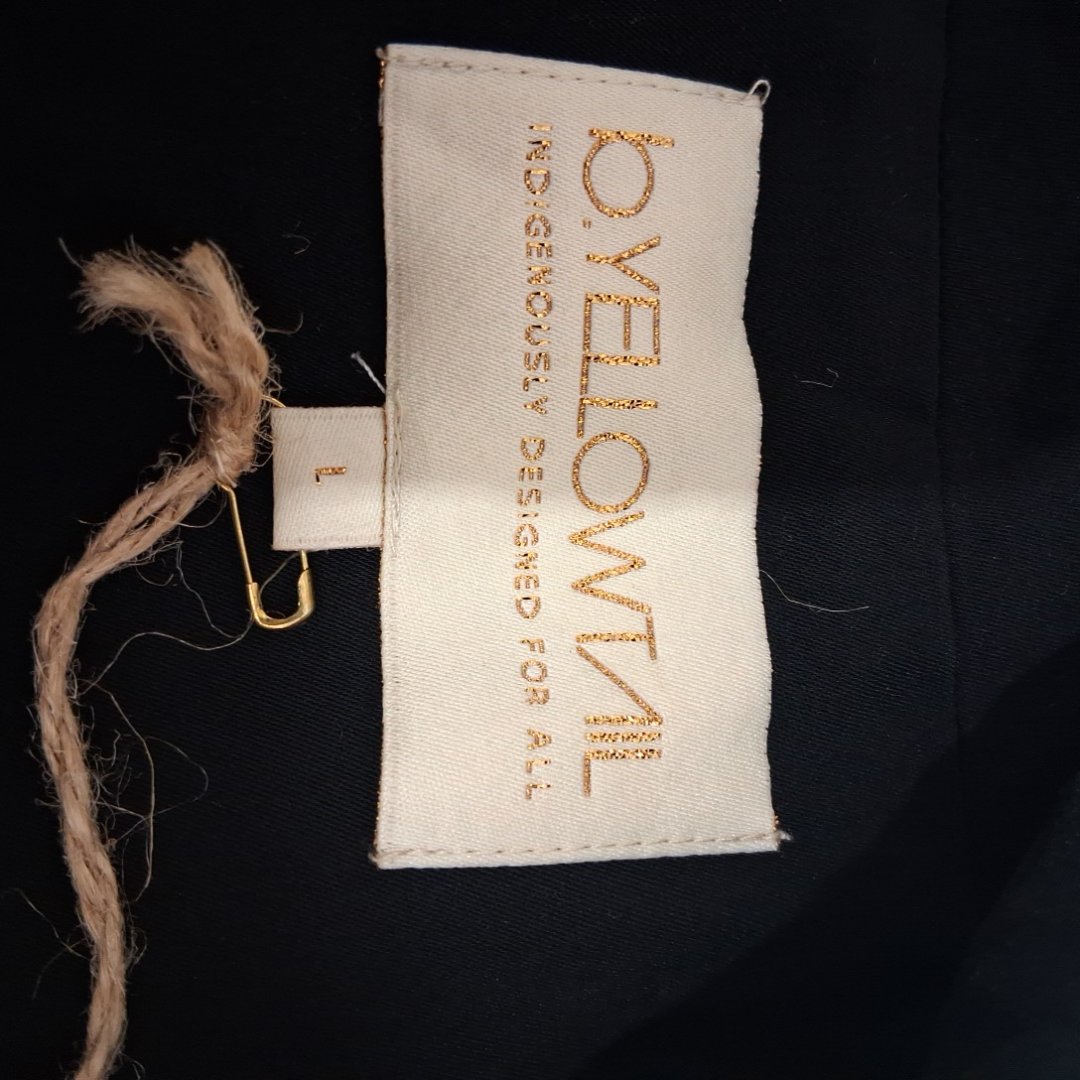 b.YELLOWTAIL
INDIGENOUSLY DESIGNED FOR ALL
L